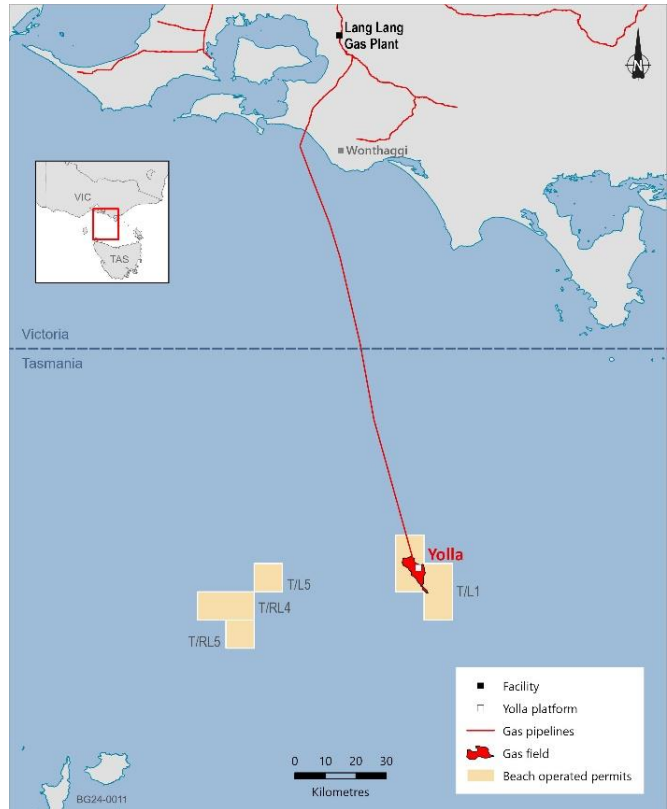 Lang Lang
Gas Plant
N
Wonthaggi
VIC
TAS
Victoria
Tasmania
Yolla
T/L5
T/L1
T/RL4
T/RL5
Facility
Yolla platform
Gas pipelines
Gas field
Beach operated permits
0 10 20 30
Kilometres
BG24-0011